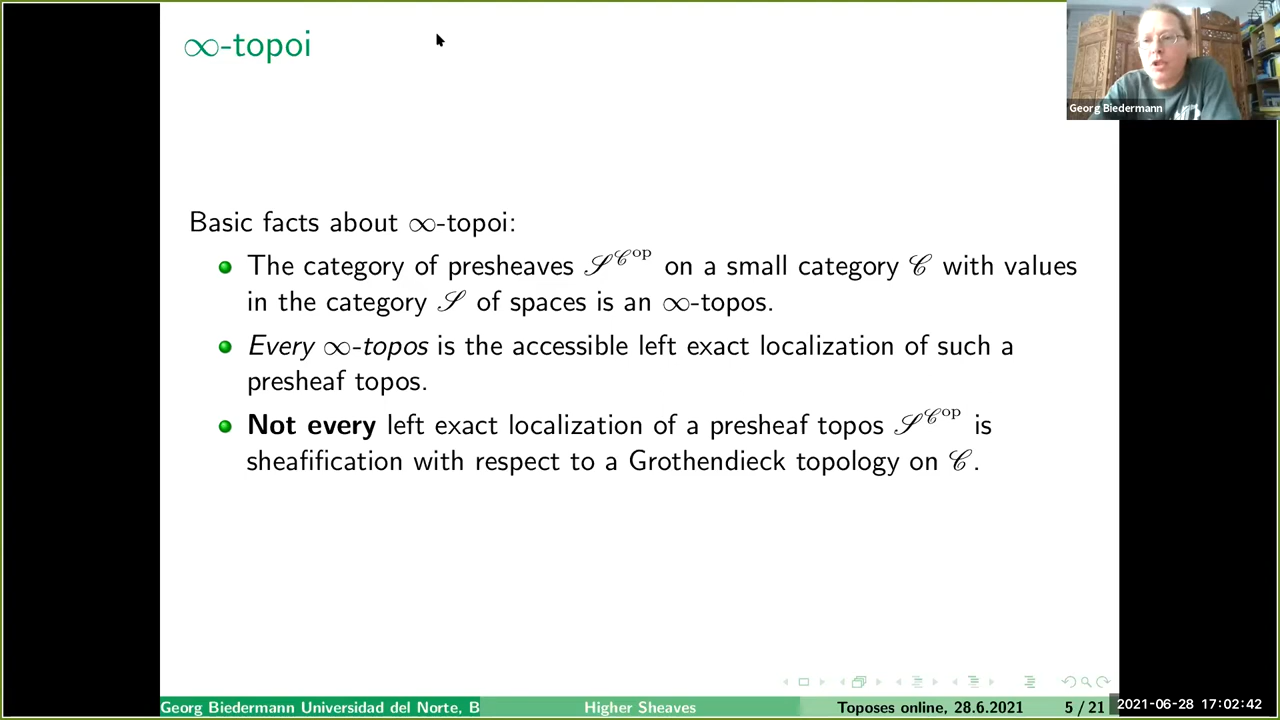 ∞-topoi
Georg Biedermann
Basic facts about ∞-topoi:
The category of presheaves 𝒮^{𝒞^{op}} on a small category 𝒞 with values
in the category 𝒮 of spaces is an ∞-topos.
Every ∞-topos is the accessible left exact localization of such a
presheaf topos.
Not every left exact localization of a presheaf topos 𝒮^{𝒞^{op}} is
sheafification with respect to a Grothendieck topology on 𝒞.
Georg Biedermann Universidad del Norte, B
Higher Sheaves
Toposes online, 28.6.2021
5 / 21
2021-06-28 17:02:42